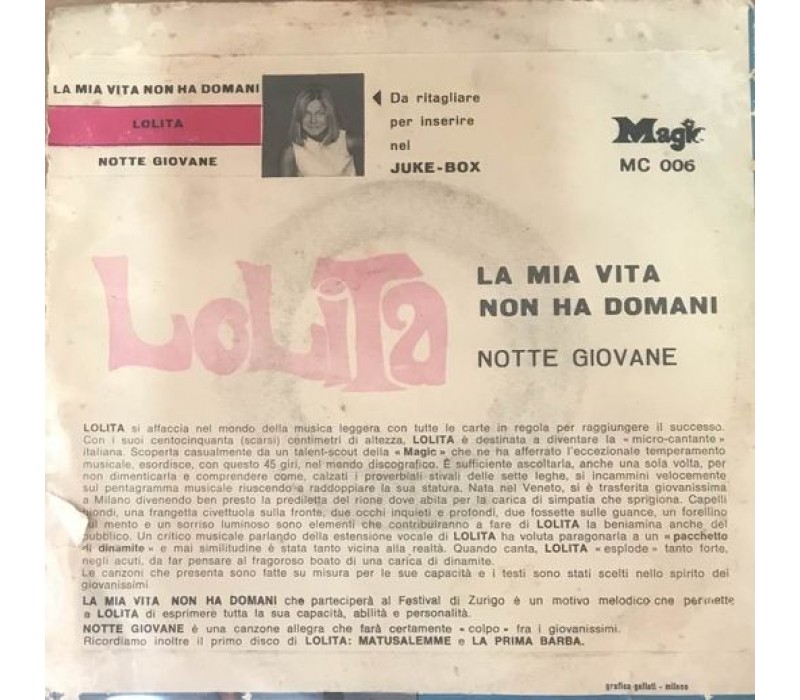 LA MIA VITA NON HA DOMANI
LOLITA
NOTTE GIOVANE
Da ritagliare
per inserire
nel
JUKE-BOX
Magic
MC 006
LOLITA
LA MIA VITA
NON HA DOMANI
NOTTE GIOVANE
LOLITA si affaccia nel mondo della musica leggera con tutte le carte in regola per raggiungere il successo.
Con i suoi centocinquanta (scarsi) centimetri di altezza, LOLITA è destinata a diventare la «micro-cantante»
italiana. Scoperta casualmente da un talent-scout della «Magic» che ne ha afferrato l'eccezionale temperamento
musicale, esordisce, con questo 45 giri, nel mondo discografico. È sufficiente ascoltarla, anche una sola volta, per
non dimenticarla e comprendere come, calzati i proverbiali stivali delle sette leghe, si incammini velocemente
sul pentagramma musicale riuscendo a raddoppiare la sua statura. Nata nel Veneto, si è trasferita giovanissima
a Milano divenendo ben presto la prediletta del rione dove abita per la carica di simpatia che sprigiona. Capelli
biondi, una frangetta civettuola sulla fronte, due occhi inquieti e profondi, due fossette sulle guance, un forellino
sul mento e un sorriso luminoso sono elementi che contribuiranno a fare di LOLITA la beniamina anche del
pubblico. Un critico musicale parlando della estensione vocale di LOLITA ha voluta paragonarla a un «pacchetto
di dinamite» e mai similitudine è stata tanto vicina alla realtà. Quando canta, LOLITA «esplode» tanto forte,
negli acuti, da far pensare al fragoroso boato di una carica di dinamite.
Le canzoni che presenta sono fatte su misura per le sue capacità e i testi sono stati scelti nello spirito dei
giovanissimi.
LA MIA VITA NON HA DOMANI che parteciperà al Festival di Zurigo è un motivo melodico che permette
a LOLITA di esprimere tutta la sua capacità, abilità e personalità.
NOTTE GIOVANE è una canzone allegra che farà certamente «colpo» fra i giovanissimi.
Ricordiamo inoltre il primo disco di LOLITA: MATUSALEMME e LA PRIMA BARBA.
grafica gellati - milano